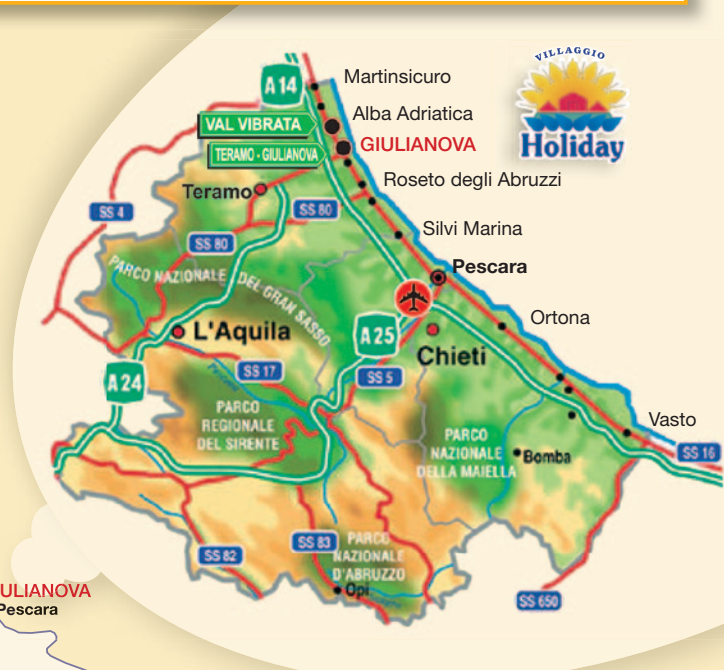 VILLAGGIO
Holiday
A 14
Martinsicuro
Alba Adriatica
VAL VIBRATA
GIULIANOVA
TERAMO - GIULIANOVA
Roseto degli Abruzzi
Teramo
SS 4
SS 80
SS 80
Silvi Marina
PARCO NAZIONALE DEL GRAN SASSO
Pescara
Ortona
L'Aquila
A 25
Chieti
A 24
SS 17
SS 5
PARCO
REGIONALE
DEL SIRENTE
Vasto
SS 16
PARCO
NAZIONALE
DELLA MAIELLA
Bomba
SS 82
SS 83
PARCO
NAZIONALE
D'ABRUZZO
Opi
SS 650
ULIANOVA
Pescara